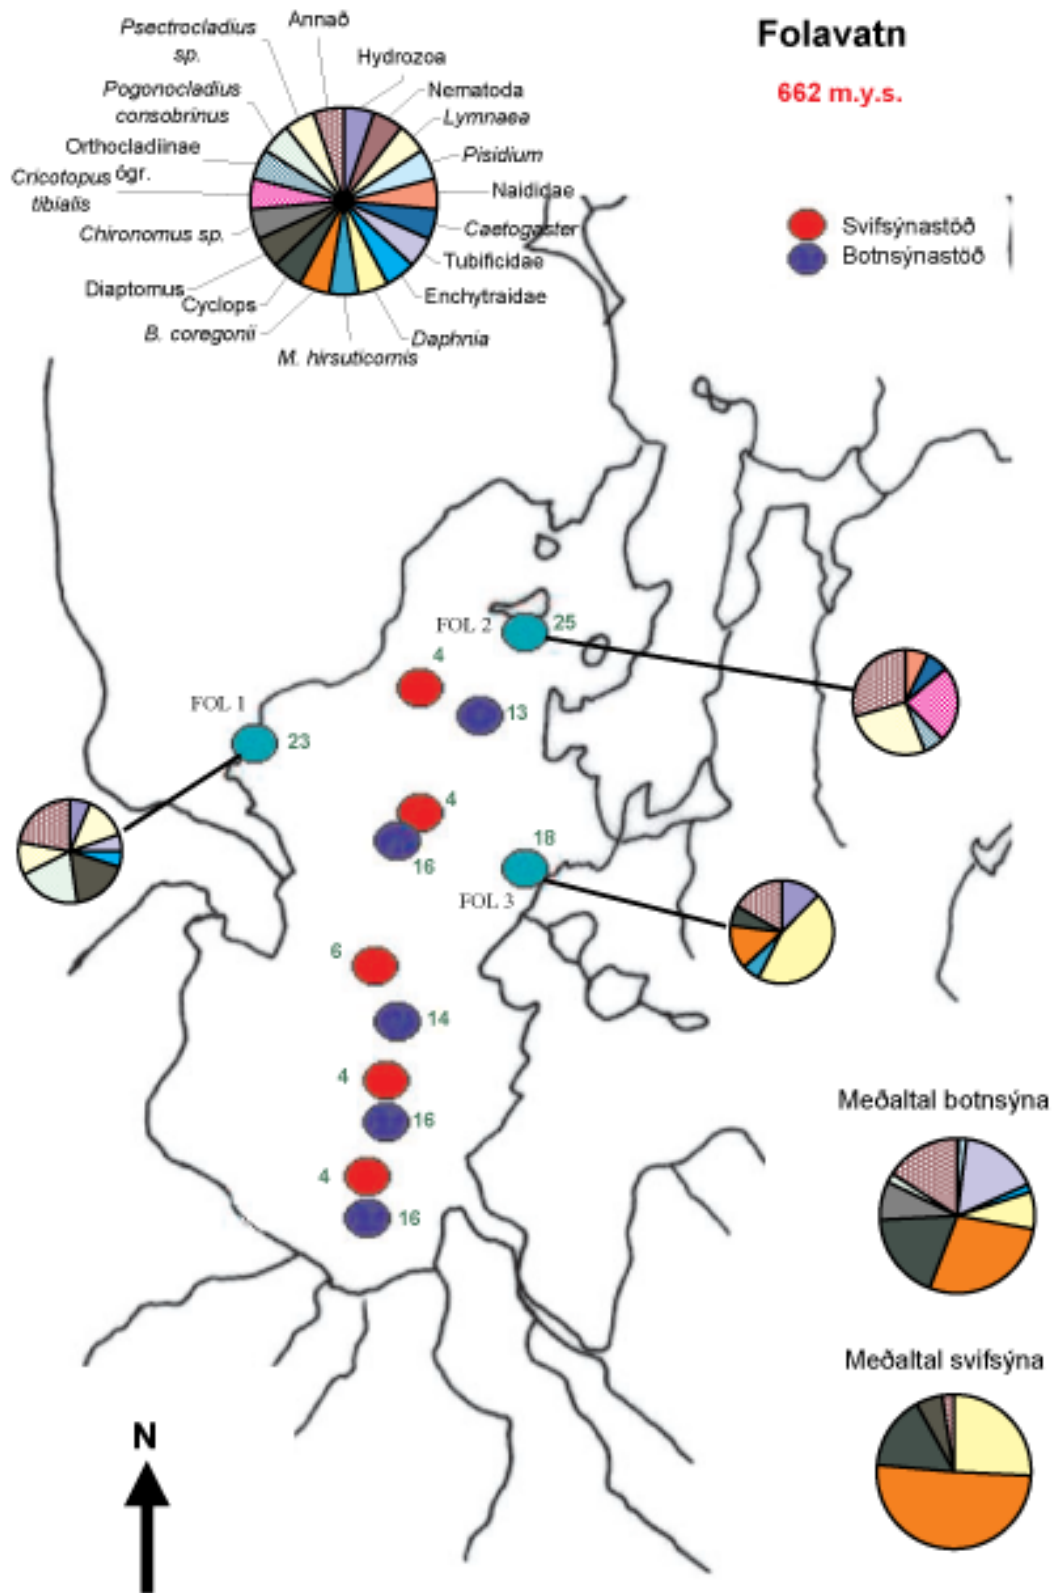 Folavatn
662 m.y.s.
Annað
Psectrocladius
sp.
Hydrozoa
Pogonocladius
consobrinus
Nematoda
Lymnaea
Orthocladiinae
ógr.
Pisidium
Cricotopus
tibialis
Naididae
Chironomus sp.
Caetogaster
Tubificidae
Diaptomus
Cyclops
Enchytraidae
B. coregonii
Daphnia
M. hirsuticornis
Svifsýnastöð
Botnsýnastöð
FOL 2
25
4
FOL 1
13
23
4
18
16
FOL 3
6
14
4
16
4
16
Meðaltal botnsýna
Meðaltal svifsýna
N